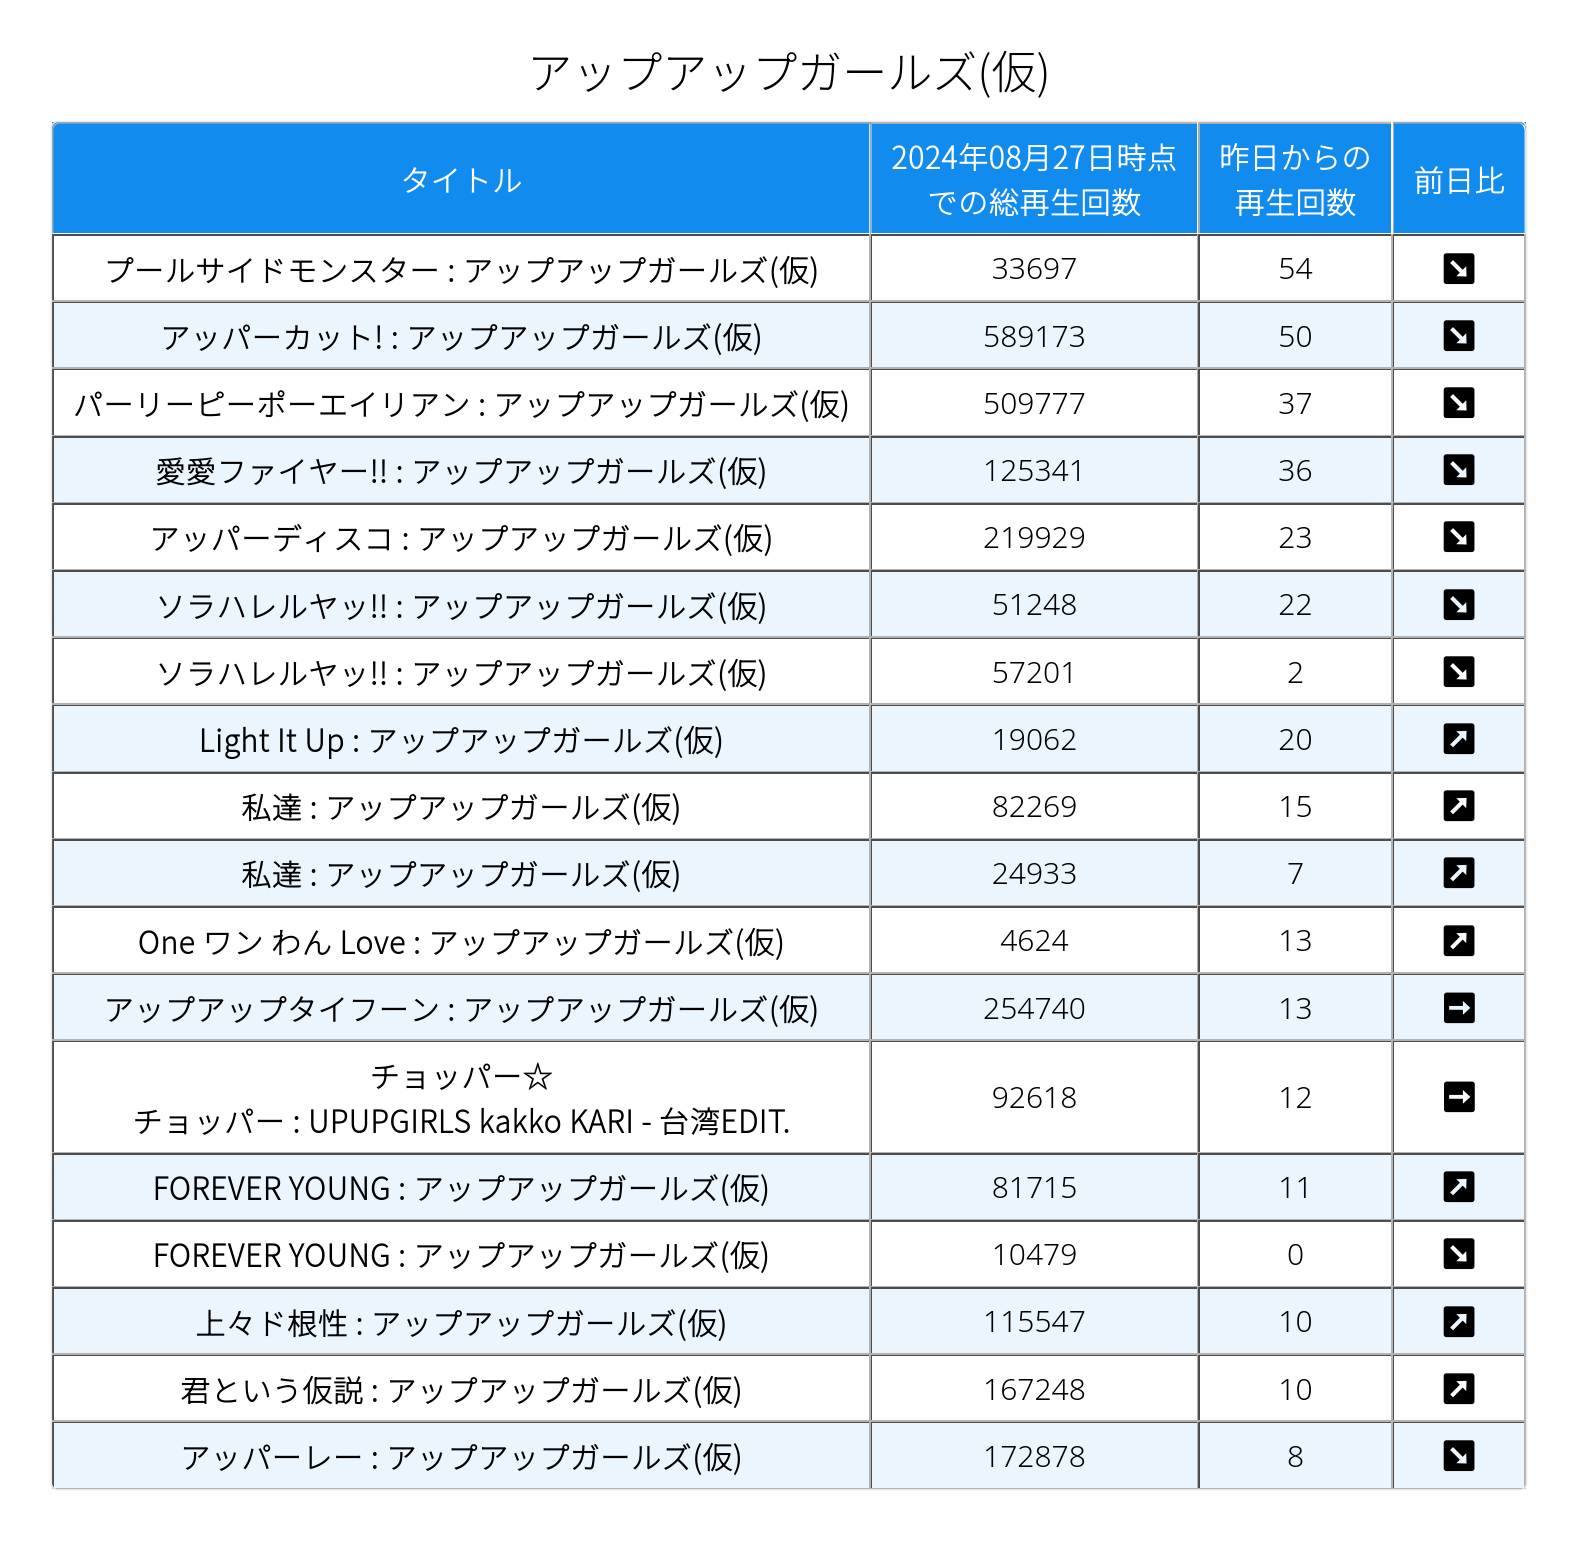 アップアップガールズ(仮)
タイトル
2024年08月27日時点
での総再生回数
昨日からの
再生回数
前日比
プールサイドモンスター : アップアップガールズ(仮) 33697 54 ↘
アッパーカット! : アップアップガールズ(仮) 589173 50 ↘
パーリーピーポーエイリアン : アップアップガールズ(仮) 509777 37 ↘
愛愛ファイヤー!! : アップアップガールズ(仮) 125341 36 ↘
アッパーディスコ : アップアップガールズ(仮) 219929 23 ↘
ソラハレルヤッ!! : アップアップガールズ(仮) 51248 22 ↘
ソラハレルヤッ!! : アップアップガールズ(仮) 57201 2 ↘
Light It Up : アップアップガールズ(仮) 19062 20 ↗
私達 : アップアップガールズ(仮) 82269 15 ↗
私達 : アップアップガールズ(仮) 24933 7 ↗
One ワン わん Love : アップアップガールズ(仮) 4624 13 ↗
アップアップタイフーン : アップアップガールズ(仮) 254740 13 →
チョッパー☆
チョッパー : UPUPGIRLS kakko KARI - 台湾EDIT. 92618 12 →
FOREVER YOUNG : アップアップガールズ(仮) 81715 11 ↗
FOREVER YOUNG : アップアップガールズ(仮) 10479 0 ↘
上々ド根性 : アップアップガールズ(仮) 115547 10 ↗
君という仮説 : アップアップガールズ(仮) 167248 10 ↗
アッパーレー : アップアップガールズ(仮) 172878 8 ↘